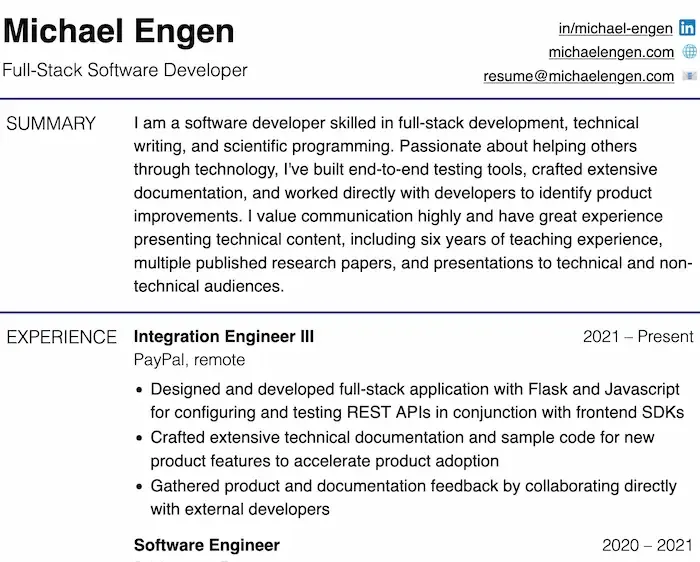 Michael Engen
in/michael-engen
Full-Stack Software Developer
michaelengen.com
resume@michaelengen.com
SUMMARY
I am a software developer skilled in full-stack development, technical
writing, and scientific programming. Passionate about helping others
through technology, I've built end-to-end testing tools, crafted extensive
documentation, and worked directly with developers to identify product
improvements. I value communication highly and have great experience
presenting technical content, including six years of teaching experience,
multiple published research papers, and presentations to technical and non-
technical audiences.
EXPERIENCE
Integration Engineer III 2021 – Present
PayPal, remote
• Designed and developed full-stack application with Flask and Javascript
for configuring and testing REST APIs in conjunction with frontend SDKs
• Crafted extensive technical documentation and sample code for new
product features to accelerate product adoption
• Gathered product and documentation feedback by collaborating directly
with external developers
Software Engineer 2020 – 2021